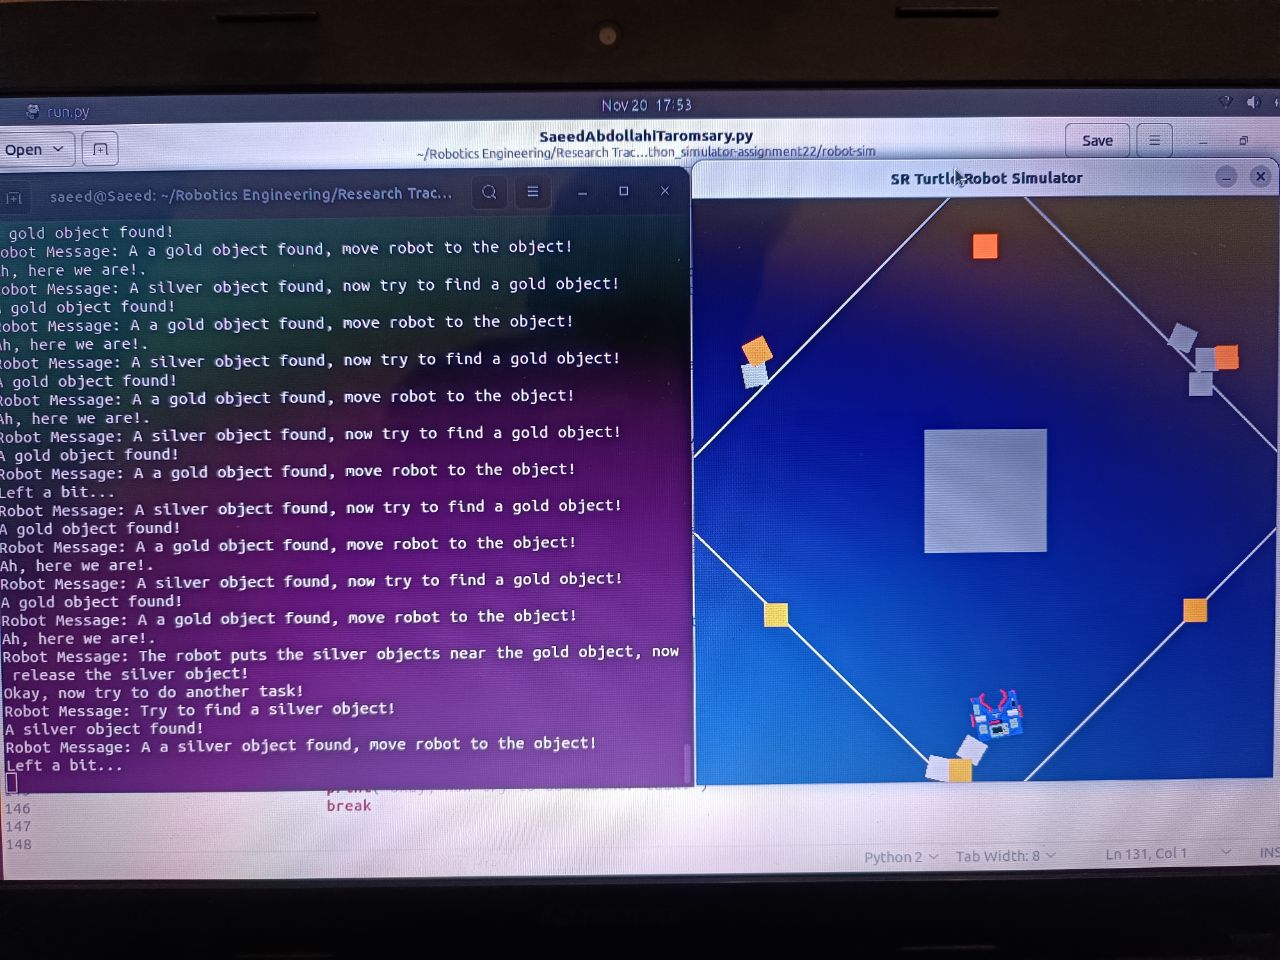 run.py
Nov 20 17:53
Open
SaeedAbdollahiTaromsary.py
~/Robotics Engineering/Research Trac...thon_simulator-assignment22/robot-sim
Save
saeed@Saeed: ~/Robotics Engineering/Research Trac...
SR Turtle Robot Simulator
gold object found!
obot Message: A a gold object found, move robot to the object!
h, here we are!.
obot Message: A silver object found, now try to find a gold object!
gold object found!
obot Message: A a gold object found, move robot to the object!
h, here we are!.
obot Message: A silver object found, now try to find a gold object!
A gold object found!
Robot Message: A a gold object found, move robot to the object!
Ah, here we are!.
Robot Message: A silver object found, now try to find a gold object!
A gold object found!
Robot Message: A a gold object found, move robot to the object!
Left a bit...
Robot Message: A silver object found, now try to find a gold object!
A gold object found!
Robot Message: A a gold object found, move robot to the object!
Ah, here we are!.
Robot Message: A silver object found, now try to find a gold object!
A gold object found!
Robot Message: A a gold object found, move robot to the object!
Ah, here we are!.
Robot Message: The robot puts the silver objects near the gold object, now
release the silver object!
Okay, now try to do another task!
Robot Message: Try to find a silver object!
A silver object found!
Robot Message: A a silver object found, move robot to the object!
Left a bit...
146 break
147
148
Python 2 Tab Width: 8 Ln 131, Col 1 INS